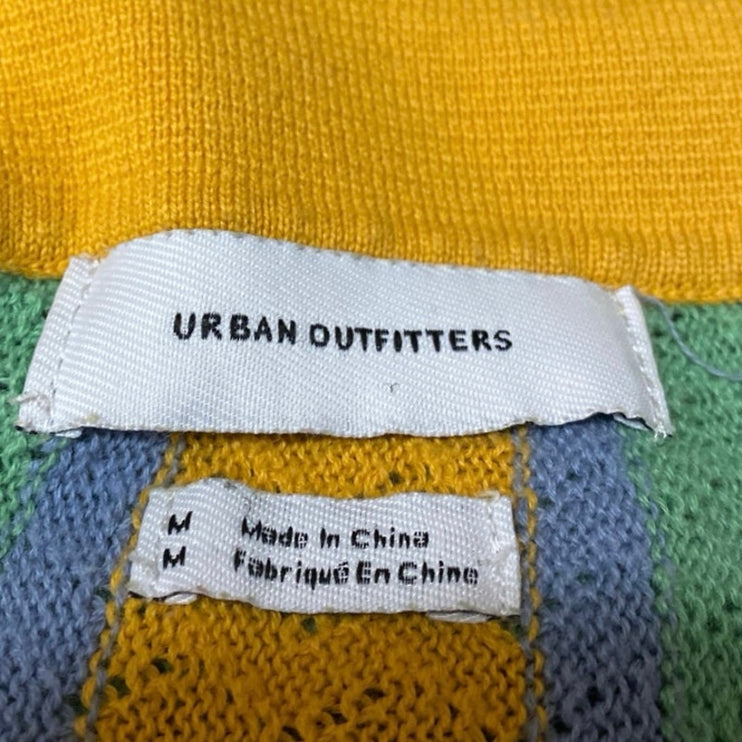 URBAN OUTFITTERS
M Made In China
M Fabriqué En Chine